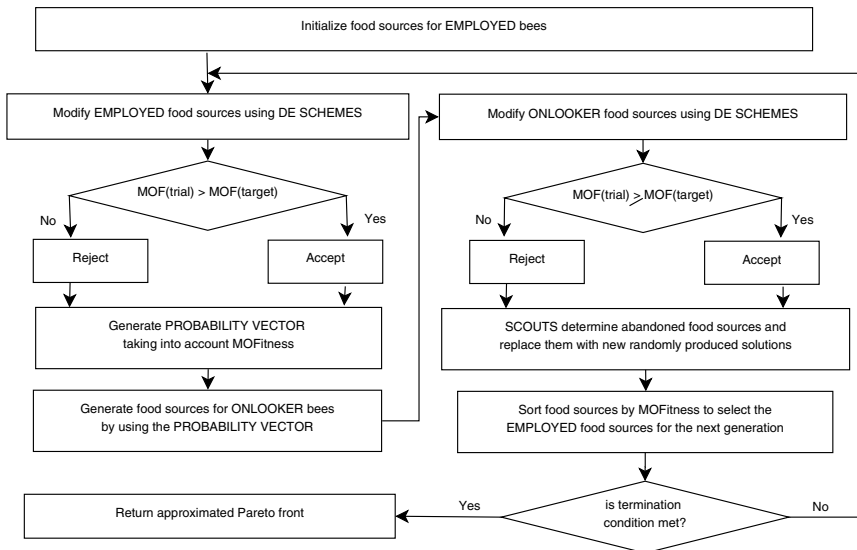 Initialize food sources for EMPLOYED bees
Modify EMPLOYED food sources using DE SCHEMES
MOF(trial) > MOF(target)
No
Yes
Reject
Accept
Generate PROBABILITY VECTOR
taking into account MOFitness
Generate food sources for ONLOOKER bees
by using the PROBABILITY VECTOR
Modify ONLOOKER food sources using DE SCHEMES
MOF(trial) ≥ MOF(target)
No
Yes
Reject
Accept
SCOUTS determine abandoned food sources and
replace them with new randomly produced solutions
Sort food sources by MOFitness to select the
EMPLOYED food sources for the next generation
is termination
condition met?
Yes
No
Return approximated Pareto front